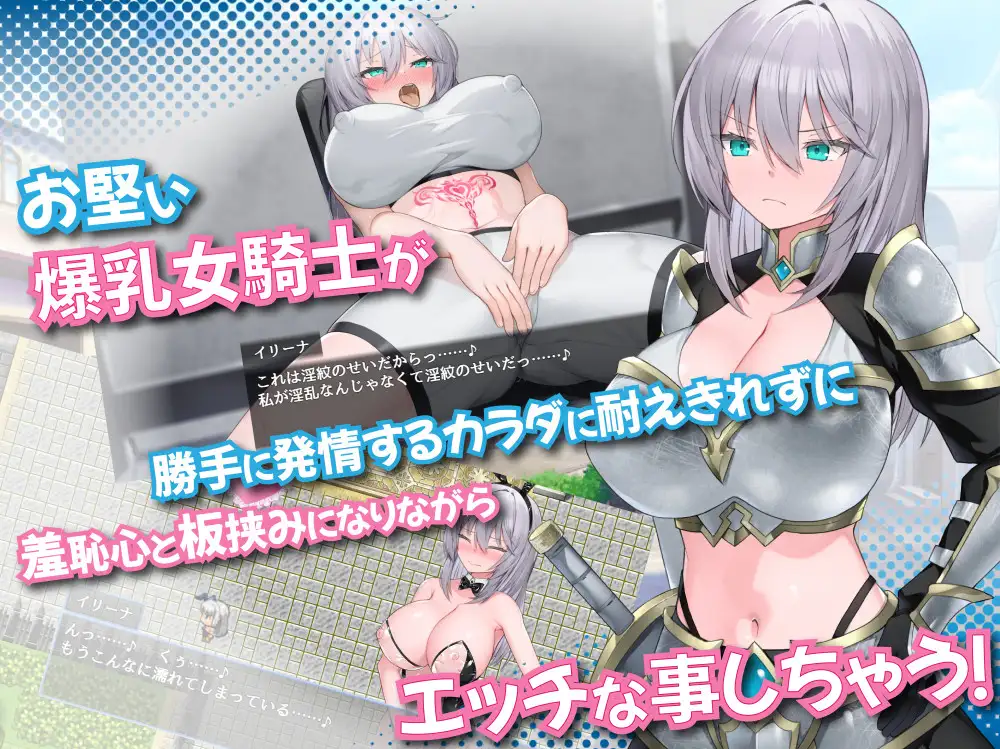 お堅い
爆乳女騎士が
イリーナ
これは淫紋のせいだからっ……♪
私が淫乱なんじゃなくて淫紋のせいだっ……♪
勝手に発情するカラダに耐えきれずに
羞恥心と板挟みになりながら
イリーナ
んっ……♪　くぅ……♪
もうこんなに濡れてしまっている……♪
エッチな事しちゃう!